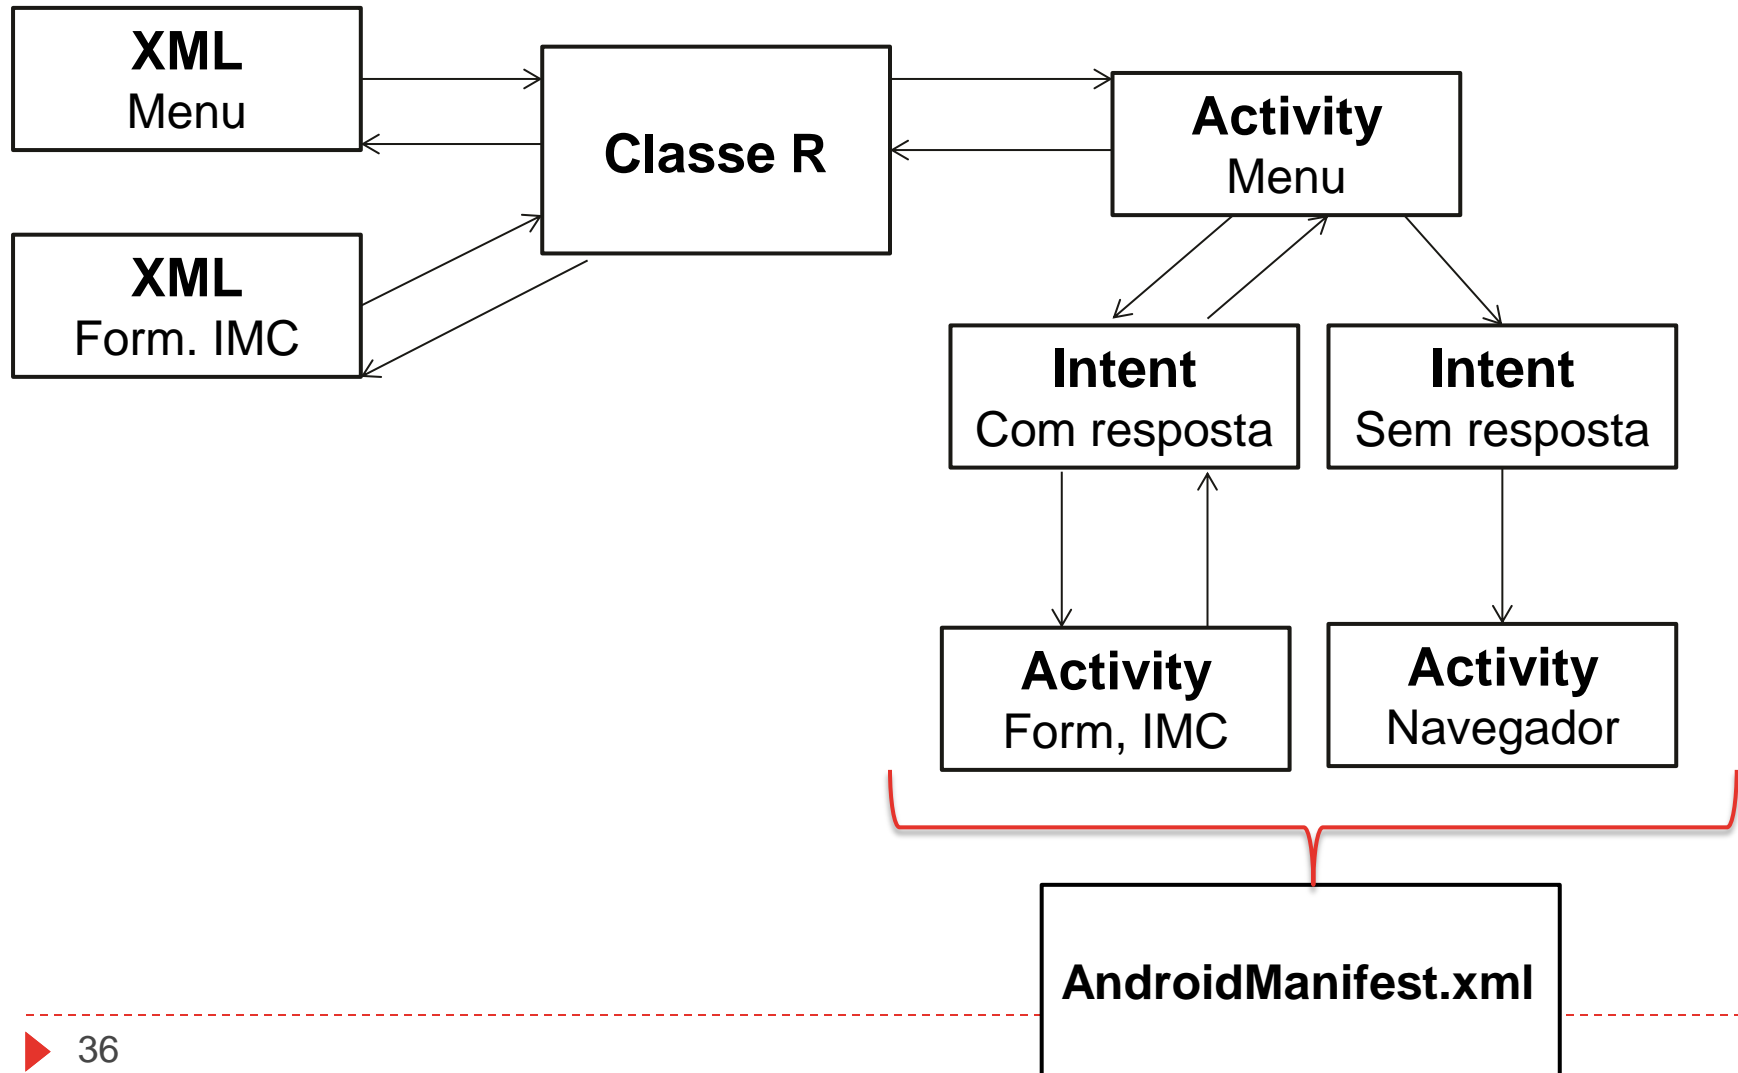 XML
Menu
Classe R
Activity
Menu
XML
Form. IMC
Intent
Com resposta
Intent
Sem resposta
Activity
Form, IMC
Activity
Navegador
AndroidManifest.xml
36